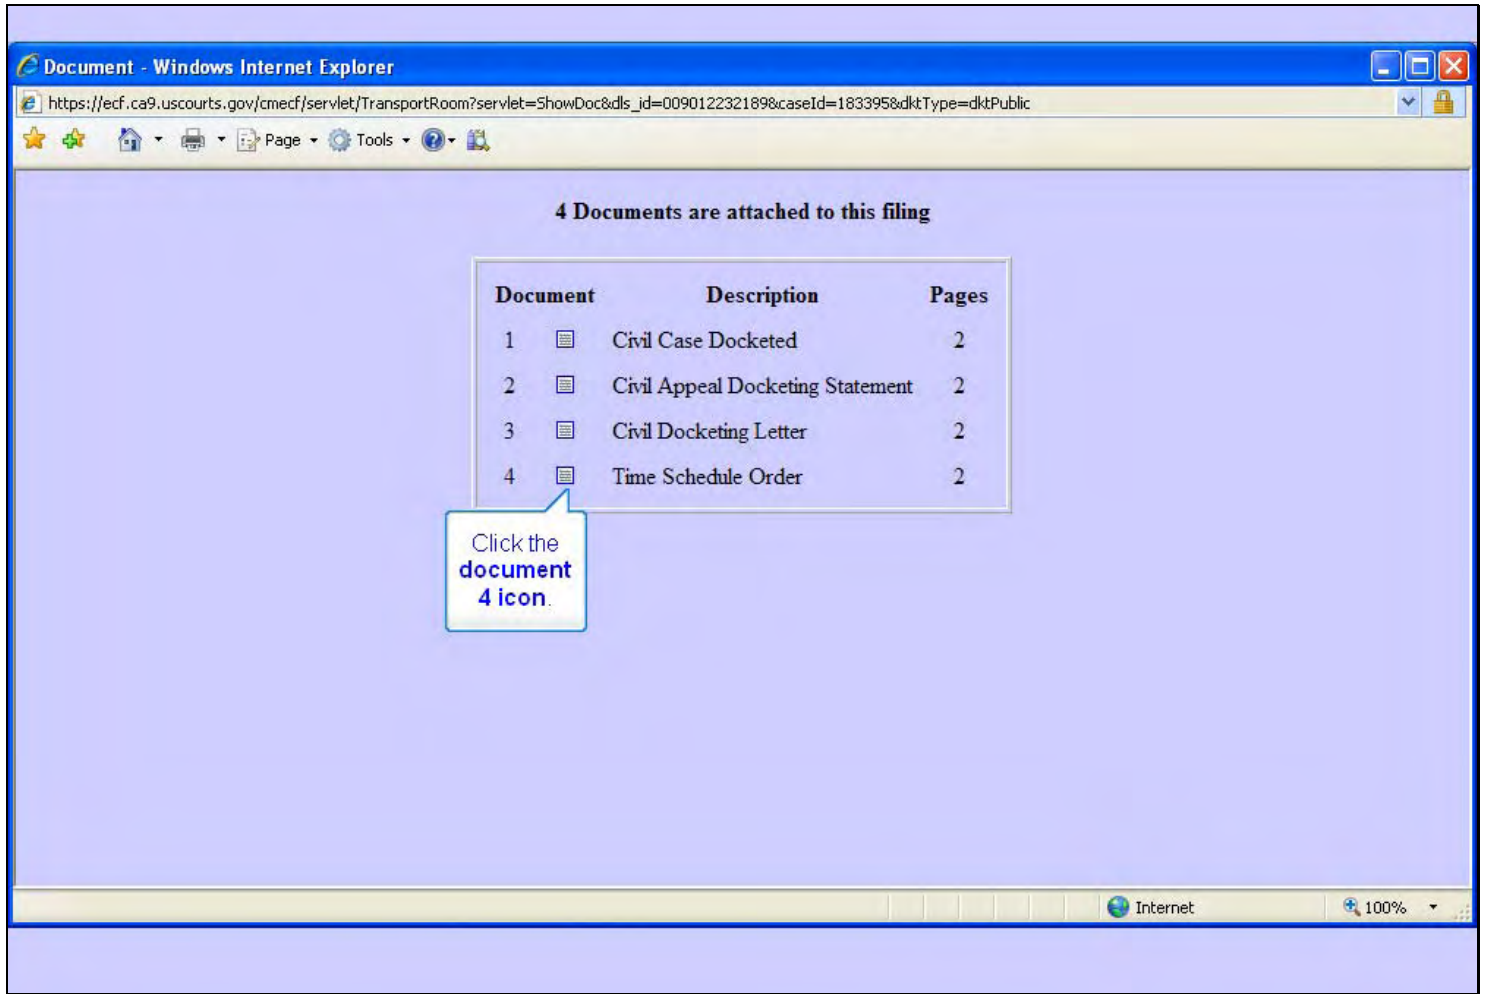 Document - Windows Internet Explorer
https://ecf.ca9.uscourts.gov/cmecf/servlet/TransportRoom?servlet=ShowDoc&dls_id=009012232189&caseId=183395&dktType=dktPublic
Page Tools
4 Documents are attached to this filing
Document Description Pages
1 Civil Case Docketed 2
2 Civil Appeal Docketing Statement 2
3 Civil Docketing Letter 2
4 Time Schedule Order 2
Click the
document
4 icon.
Internet 100%